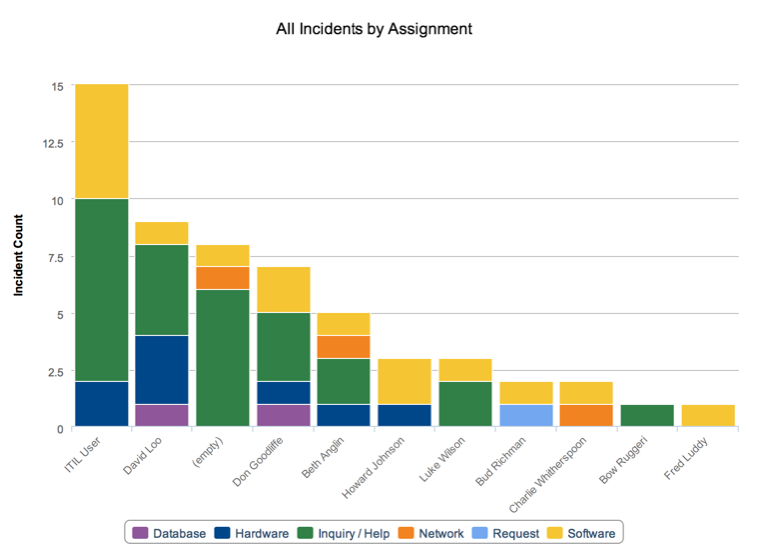 All Incidents by Assignment
15
12.5
10
7.5
5
2.5
0
Incident Count
ITIL User
David Loo
(empty)
Don Goodliffe
Beth Anglin
Howard Johnson
Luke Wilson
Bud Richman
Charlie Whitherspoon
Bow Ruggeri
Fred Luddy
Database Hardware Inquiry / Help Network Request Software